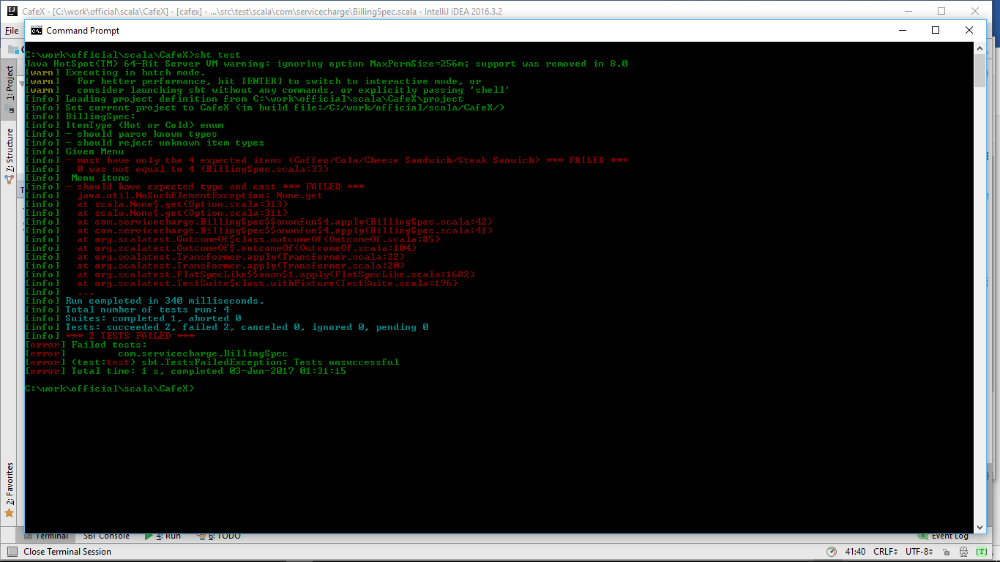 CafeX - [C:\work\official\scala\CafeX] - [cafex] - ...\src\test\scala\com\servicecharge\BillingSpec.scala - IntelliJ IDEA 2016.3.2
File
Command Prompt
1: Project
Z: Structure
2: Favorites
C:\work\official\scala\CafeX>sbt test
Java HotSpot(TM) 64-Bit Server VM warning: ignoring option MaxPermSize=256m; support was removed in 8.0
[warn] Executing in batch mode.
[warn]   For better performance, hit [ENTER] to switch to interactive mode, or
[warn]   consider launching sbt without any commands, or explicitly passing 'shell'
[info] Loading project definition from C:\work\official\scala\CafeX\project
[info] Set current project to CafeX (in build file:/C:/work/official/scala/CafeX/)
[info] BillingSpec:
[info] ItemType (Hot or Cold) enum
[info] - should parse known types
[info] - should reject unknown item types
[info] Given Menu
[info] - must have only the 4 expected items (Coffee/Cola/Cheese Sandwich/Steak Sanwich) *** FAILED ***
[info]   0 was not equal to 4 (BillingSpec.scala:33)
[info]  Menu items
[info] - should have expected type and cost *** FAILED ***
[info]   java.util.NoSuchElementException: None.get
[info]   at scala.None$.get(Option.scala:313)
[info]   at scala.None$.get(Option.scala:311)
[info]   at com.servicecharge.BillingSpec$$anonfun$4.apply(BillingSpec.scala:42)
[info]   at com.servicecharge.BillingSpec$$anonfun$4.apply(BillingSpec.scala:41)
[info]   at org.scalatest.OutcomeOf$class.outcomeOf(OutcomeOf.scala:85)
[info]   at org.scalatest.OutcomeOf$.outcomeOf(OutcomeOf.scala:104)
[info]   at org.scalatest.Transformer.apply(Transformer.scala:22)
[info]   at org.scalatest.Transformer.apply(Transformer.scala:20)
[info]   at org.scalatest.FlatSpecLike$$anon$1.apply(FlatSpecLike.scala:1682)
[info]   at org.scalatest.TestSuite$class.withFixture(TestSuite.scala:196)
[info]   ...
[info] Run completed in 340 milliseconds.
[info] Total number of tests run: 4
[info] Suites: completed 1, aborted 0
[info] Tests: succeeded 2, failed 2, canceled 0, ignored 0, pending 0
[info] *** 2 TESTS FAILED ***
[error] Failed tests:
[error]         com.servicecharge.BillingSpec
[error] (test:test) sbt.TestsFailedException: Tests unsuccessful
[error] Total time: 1 s, completed 03-Jun-2017 01:31:15
C:\work\official\scala\CafeX>
Terminal SBT Console 4: Run 6: TODO Event Log
Close Terminal Session 41:40 CRLF UTF-8 [T]